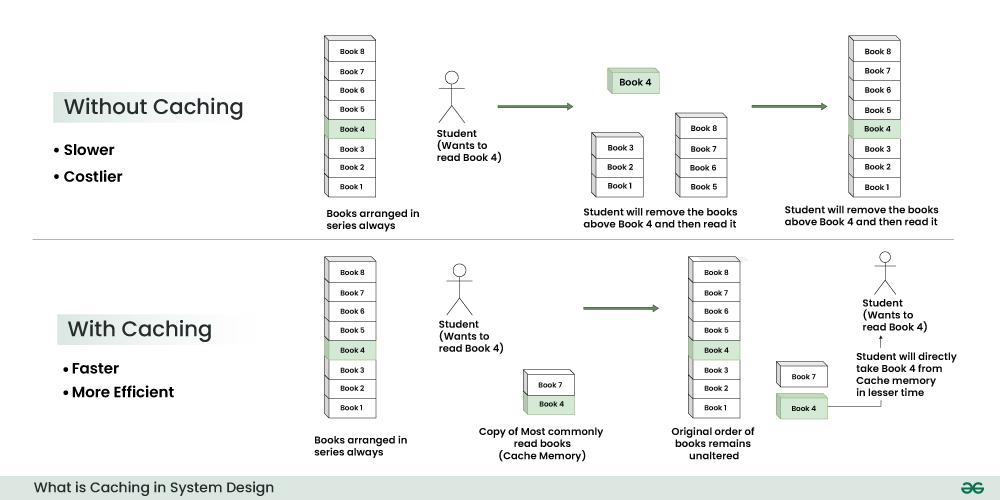 Without Caching
• Slower
• Costlier
Book 8
Book 7
Book 6
Book 5
Book 4
Book 3
Book 2
Book 1
Books arranged in
series always
Student
(Wants to
read Book 4)
Book 4
Book 3
Book 2
Book 1
Book 8
Book 7
Book 6
Book 5
Student will remove the books
above Book 4 and then read it
Book 8
Book 7
Book 6
Book 5
Book 4
Book 3
Book 2
Book 1
Student will remove the books
above Book 4 and then read it
With Caching
• Faster
• More Efficient
Book 8
Book 7
Book 6
Book 5
Book 4
Book 3
Book 2
Book 1
Books arranged in
series always
Student
(Wants to
read Book 4)
Book 7
Book 4
Copy of Most commonly
read books
(Cache Memory)
Book 8
Book 7
Book 6
Book 5
Book 4
Book 3
Book 2
Book 1
Original order of
books remains
unaltered
Student
(Wants to
read Book 4)
Student will directly
take Book 4 from
Cache memory
in lesser time
Book 7
Book 4
What is Caching in System Design